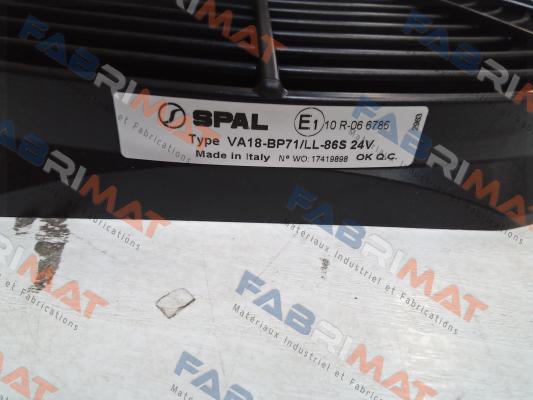 SPAL E1 10 R-06 6786
Type VA18-BP71/LL-86S 24V
Made in Italy N° WO: 17419898 OK Q.C.
2983
FABRIMAT
Matériaux Industriel et Fabrications